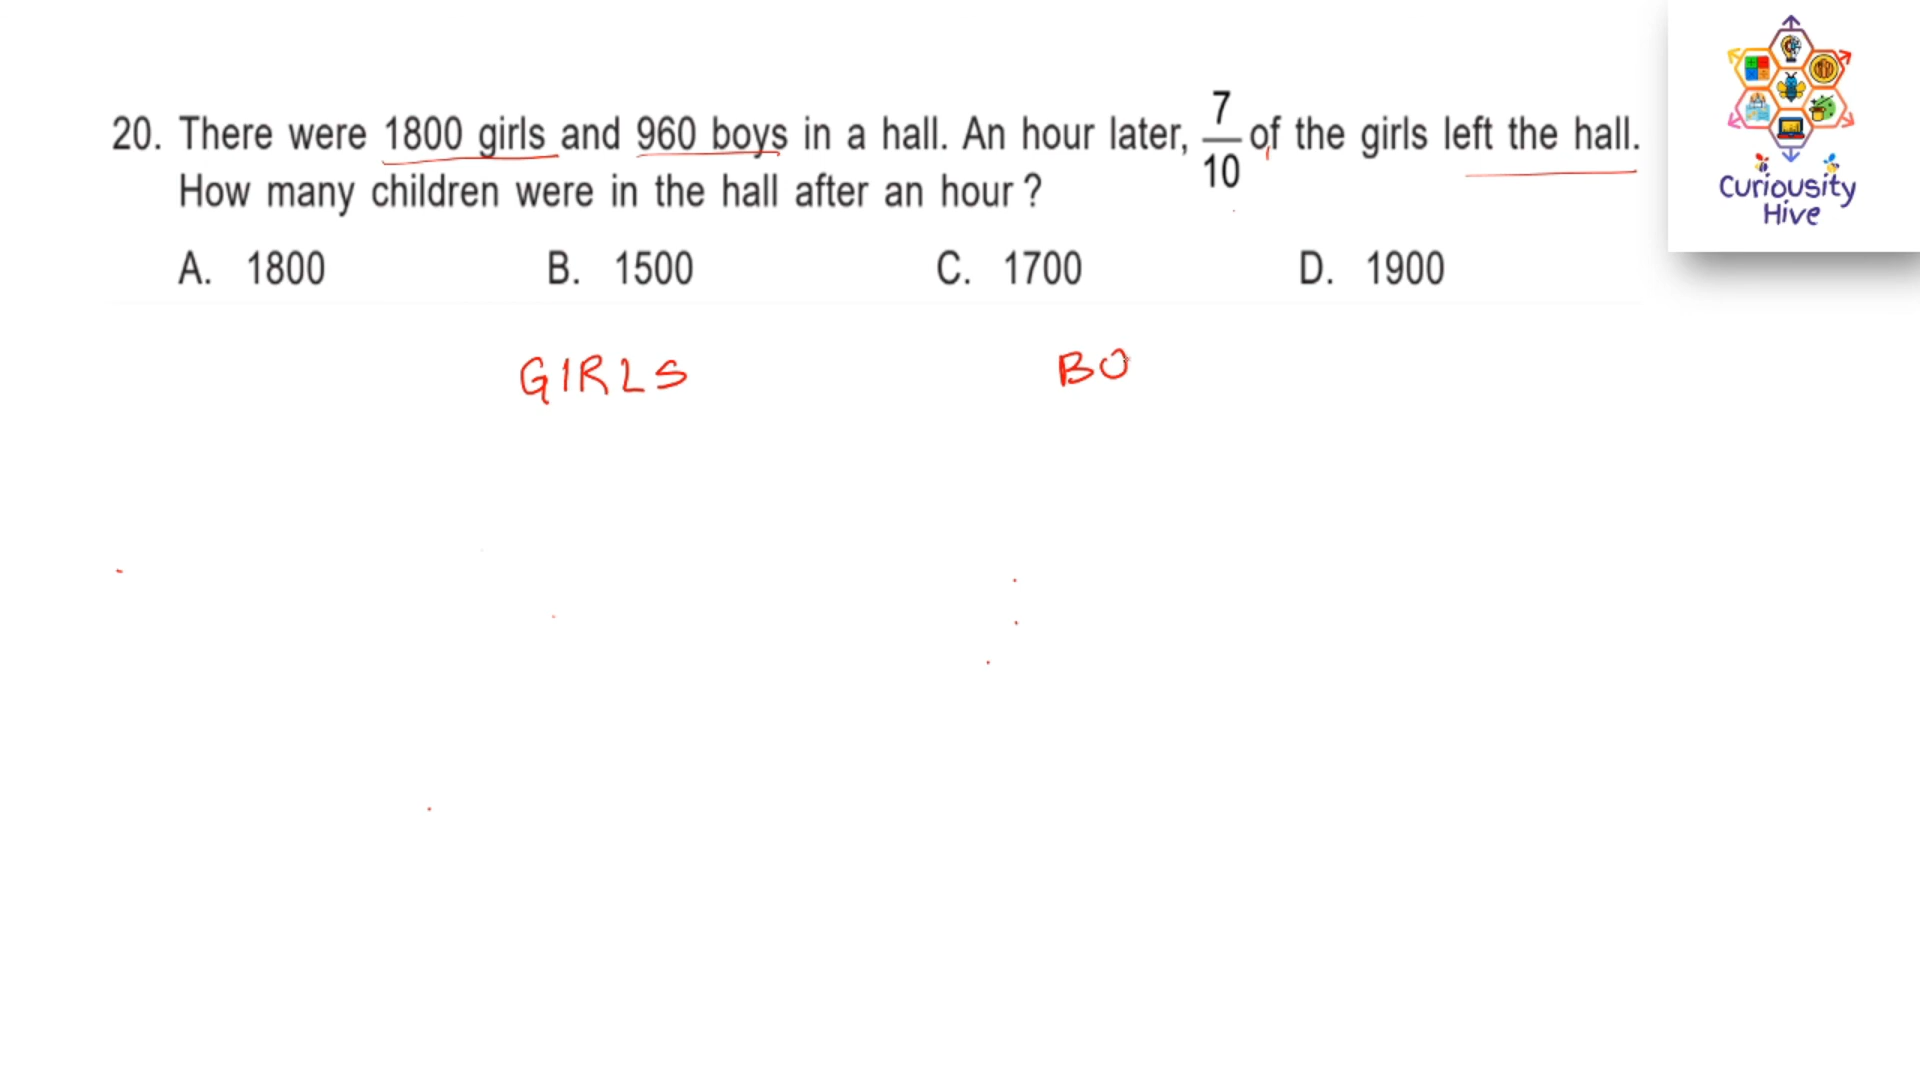 20. There were 1800 girls and 960 boys in a hall. An hour later, 7/10 of the girls left the hall.
How many children were in the hall after an hour ?
A. 1800 B. 1500 C. 1700 D. 1900
GIRLS BO
Curiousity
Hive